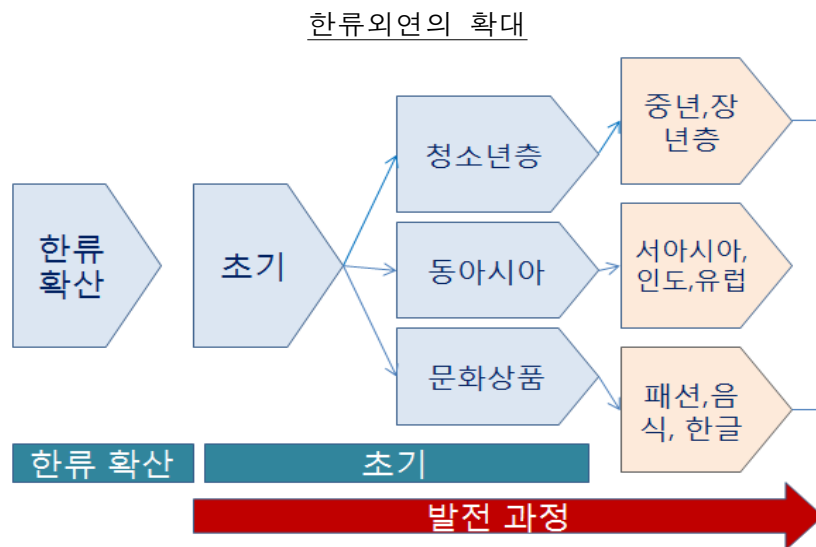 한류외연의 확대
한류
확산
초기
청소년층
동아시아
문화상품
중년,장
년층
서아시아,
인도,유럽
패션,음
식, 한글
한류 확산
초기
발전 과정